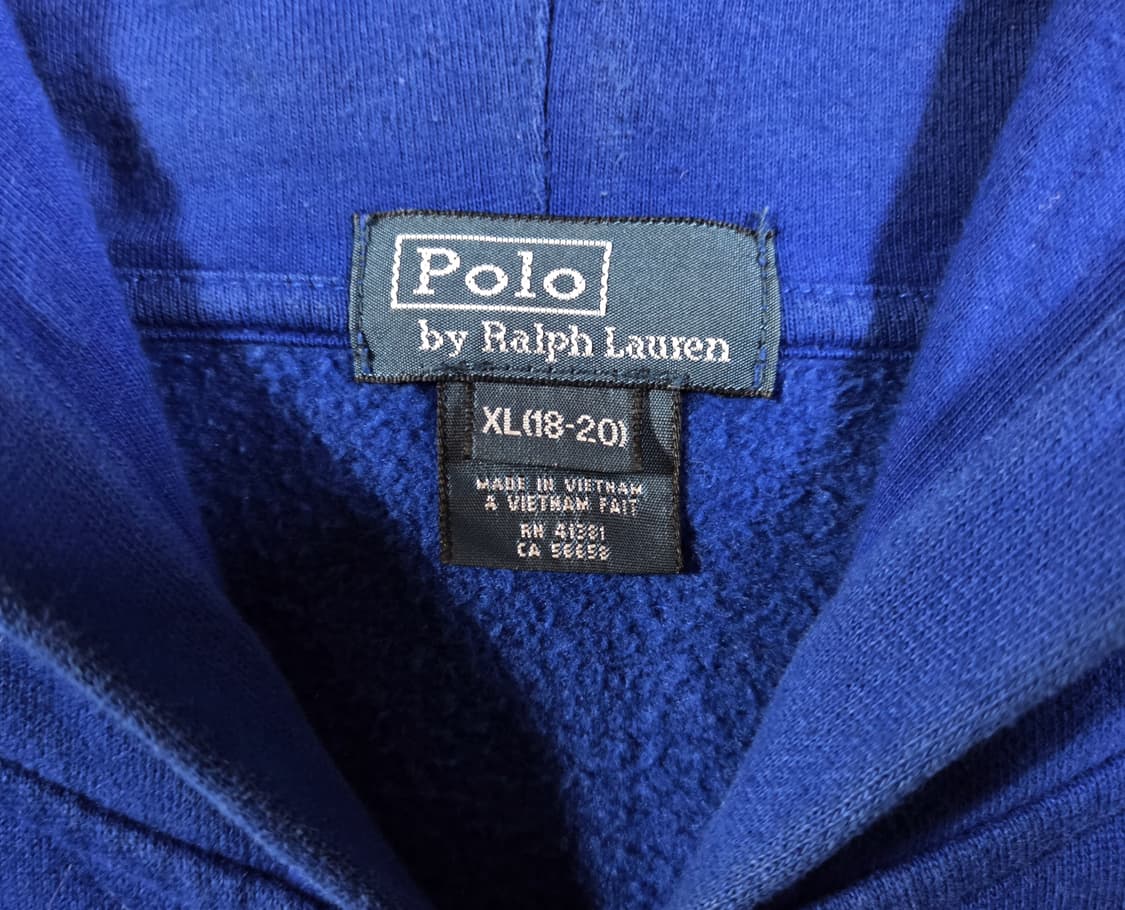 Polo
by Ralph Lauren
XL(18-20)
MADE IN VIETNAM
A VIETNAM FAIT
RN 41381
CA 56658